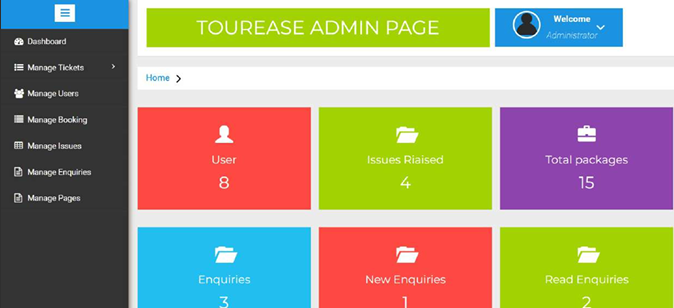 TOUREASE ADMIN PAGE
Welcome
Administrator
Dashboard
Manage Tickets
Manage Users
Manage Booking
Manage Issues
Manage Enquiries
Manage Pages
Home
User
8
Issues Riaised
4
Total packages
15
Enquiries
3
New Enquiries
1
Read Enquiries
2